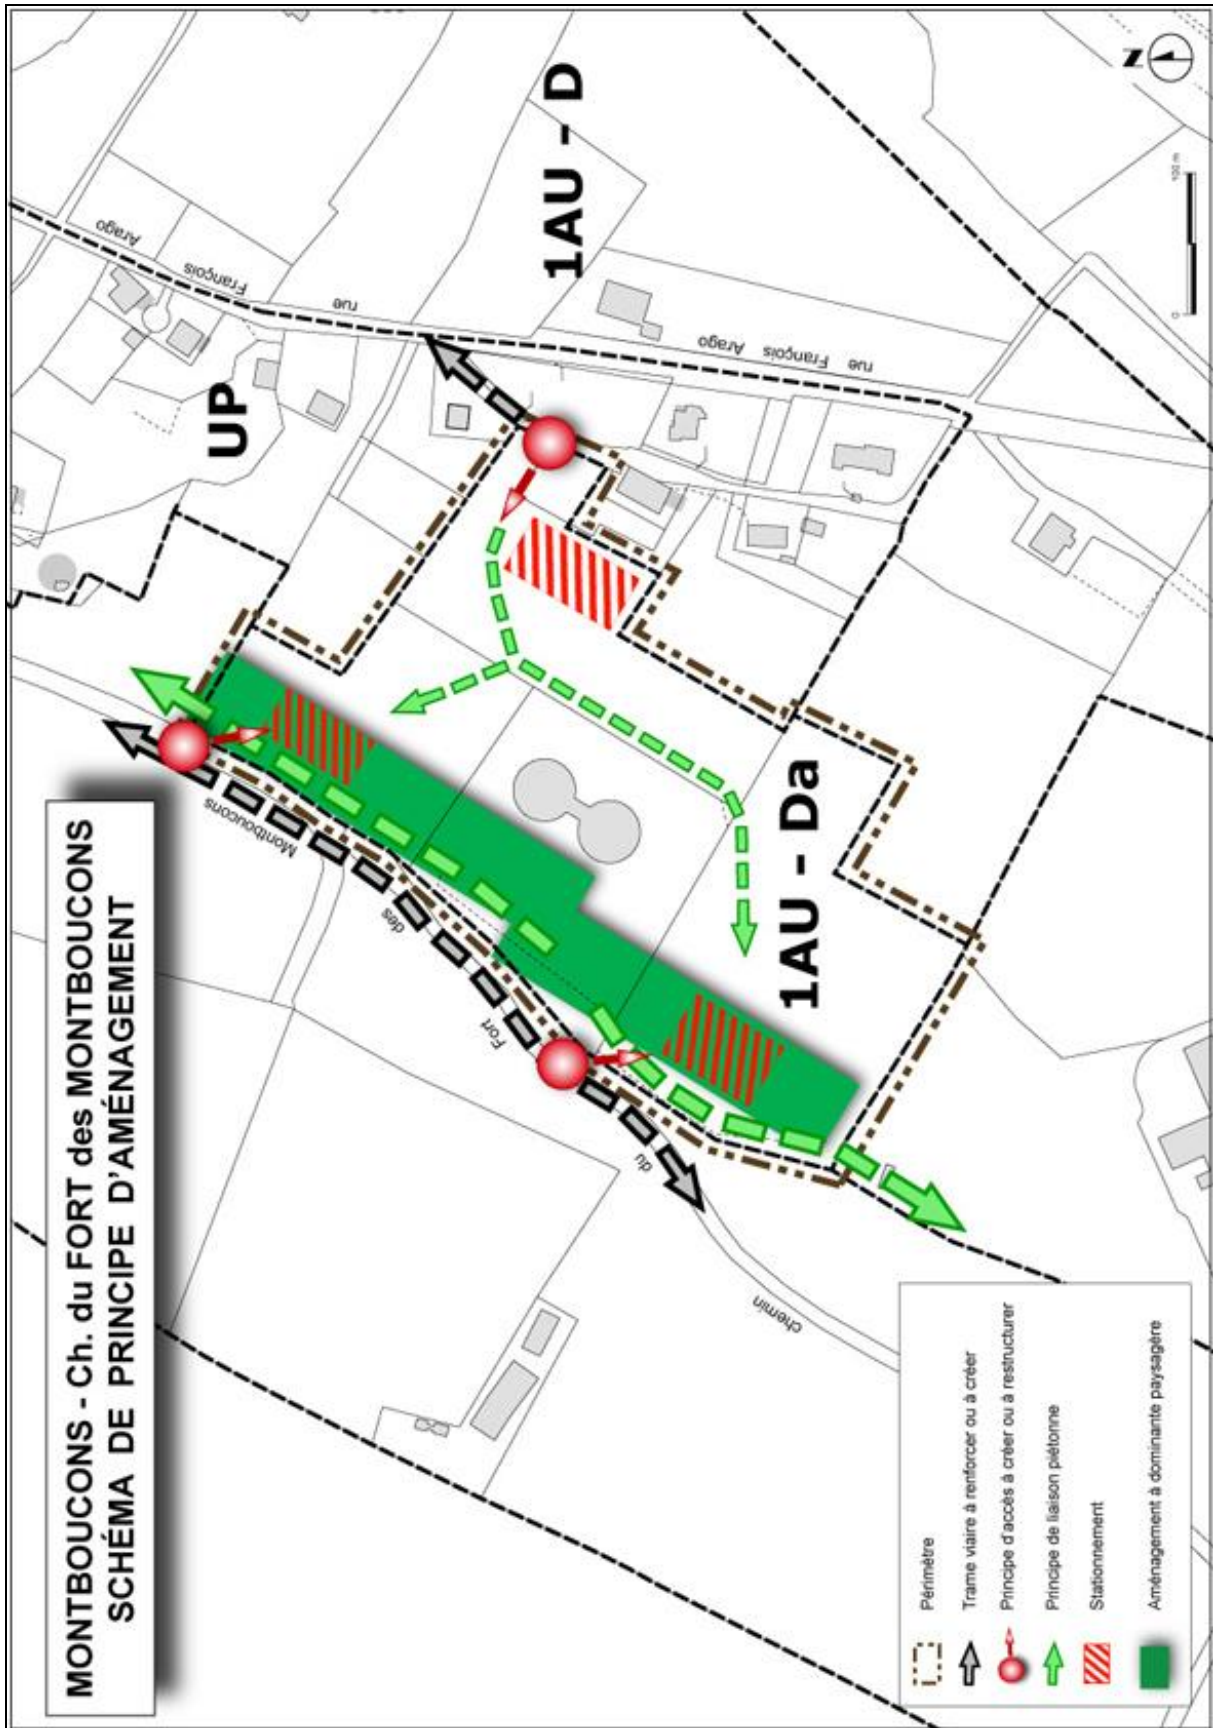 MONTBOUCONS - Ch. du FORT des MONTBOUCONS
SCHÉMA DE PRINCIPE D'AMÉNAGEMENT
N
UP
1AU - D
1AU - Da
rue François Arago
rue François Arago
chemin du Fort des Montboucons
0 100 m
Périmètre
Trame viaire à renforcer ou à créer
Principe d'accès à créer ou à restructurer
Principe de liaison piétonne
Stationnement
Aménagement à dominante paysagère